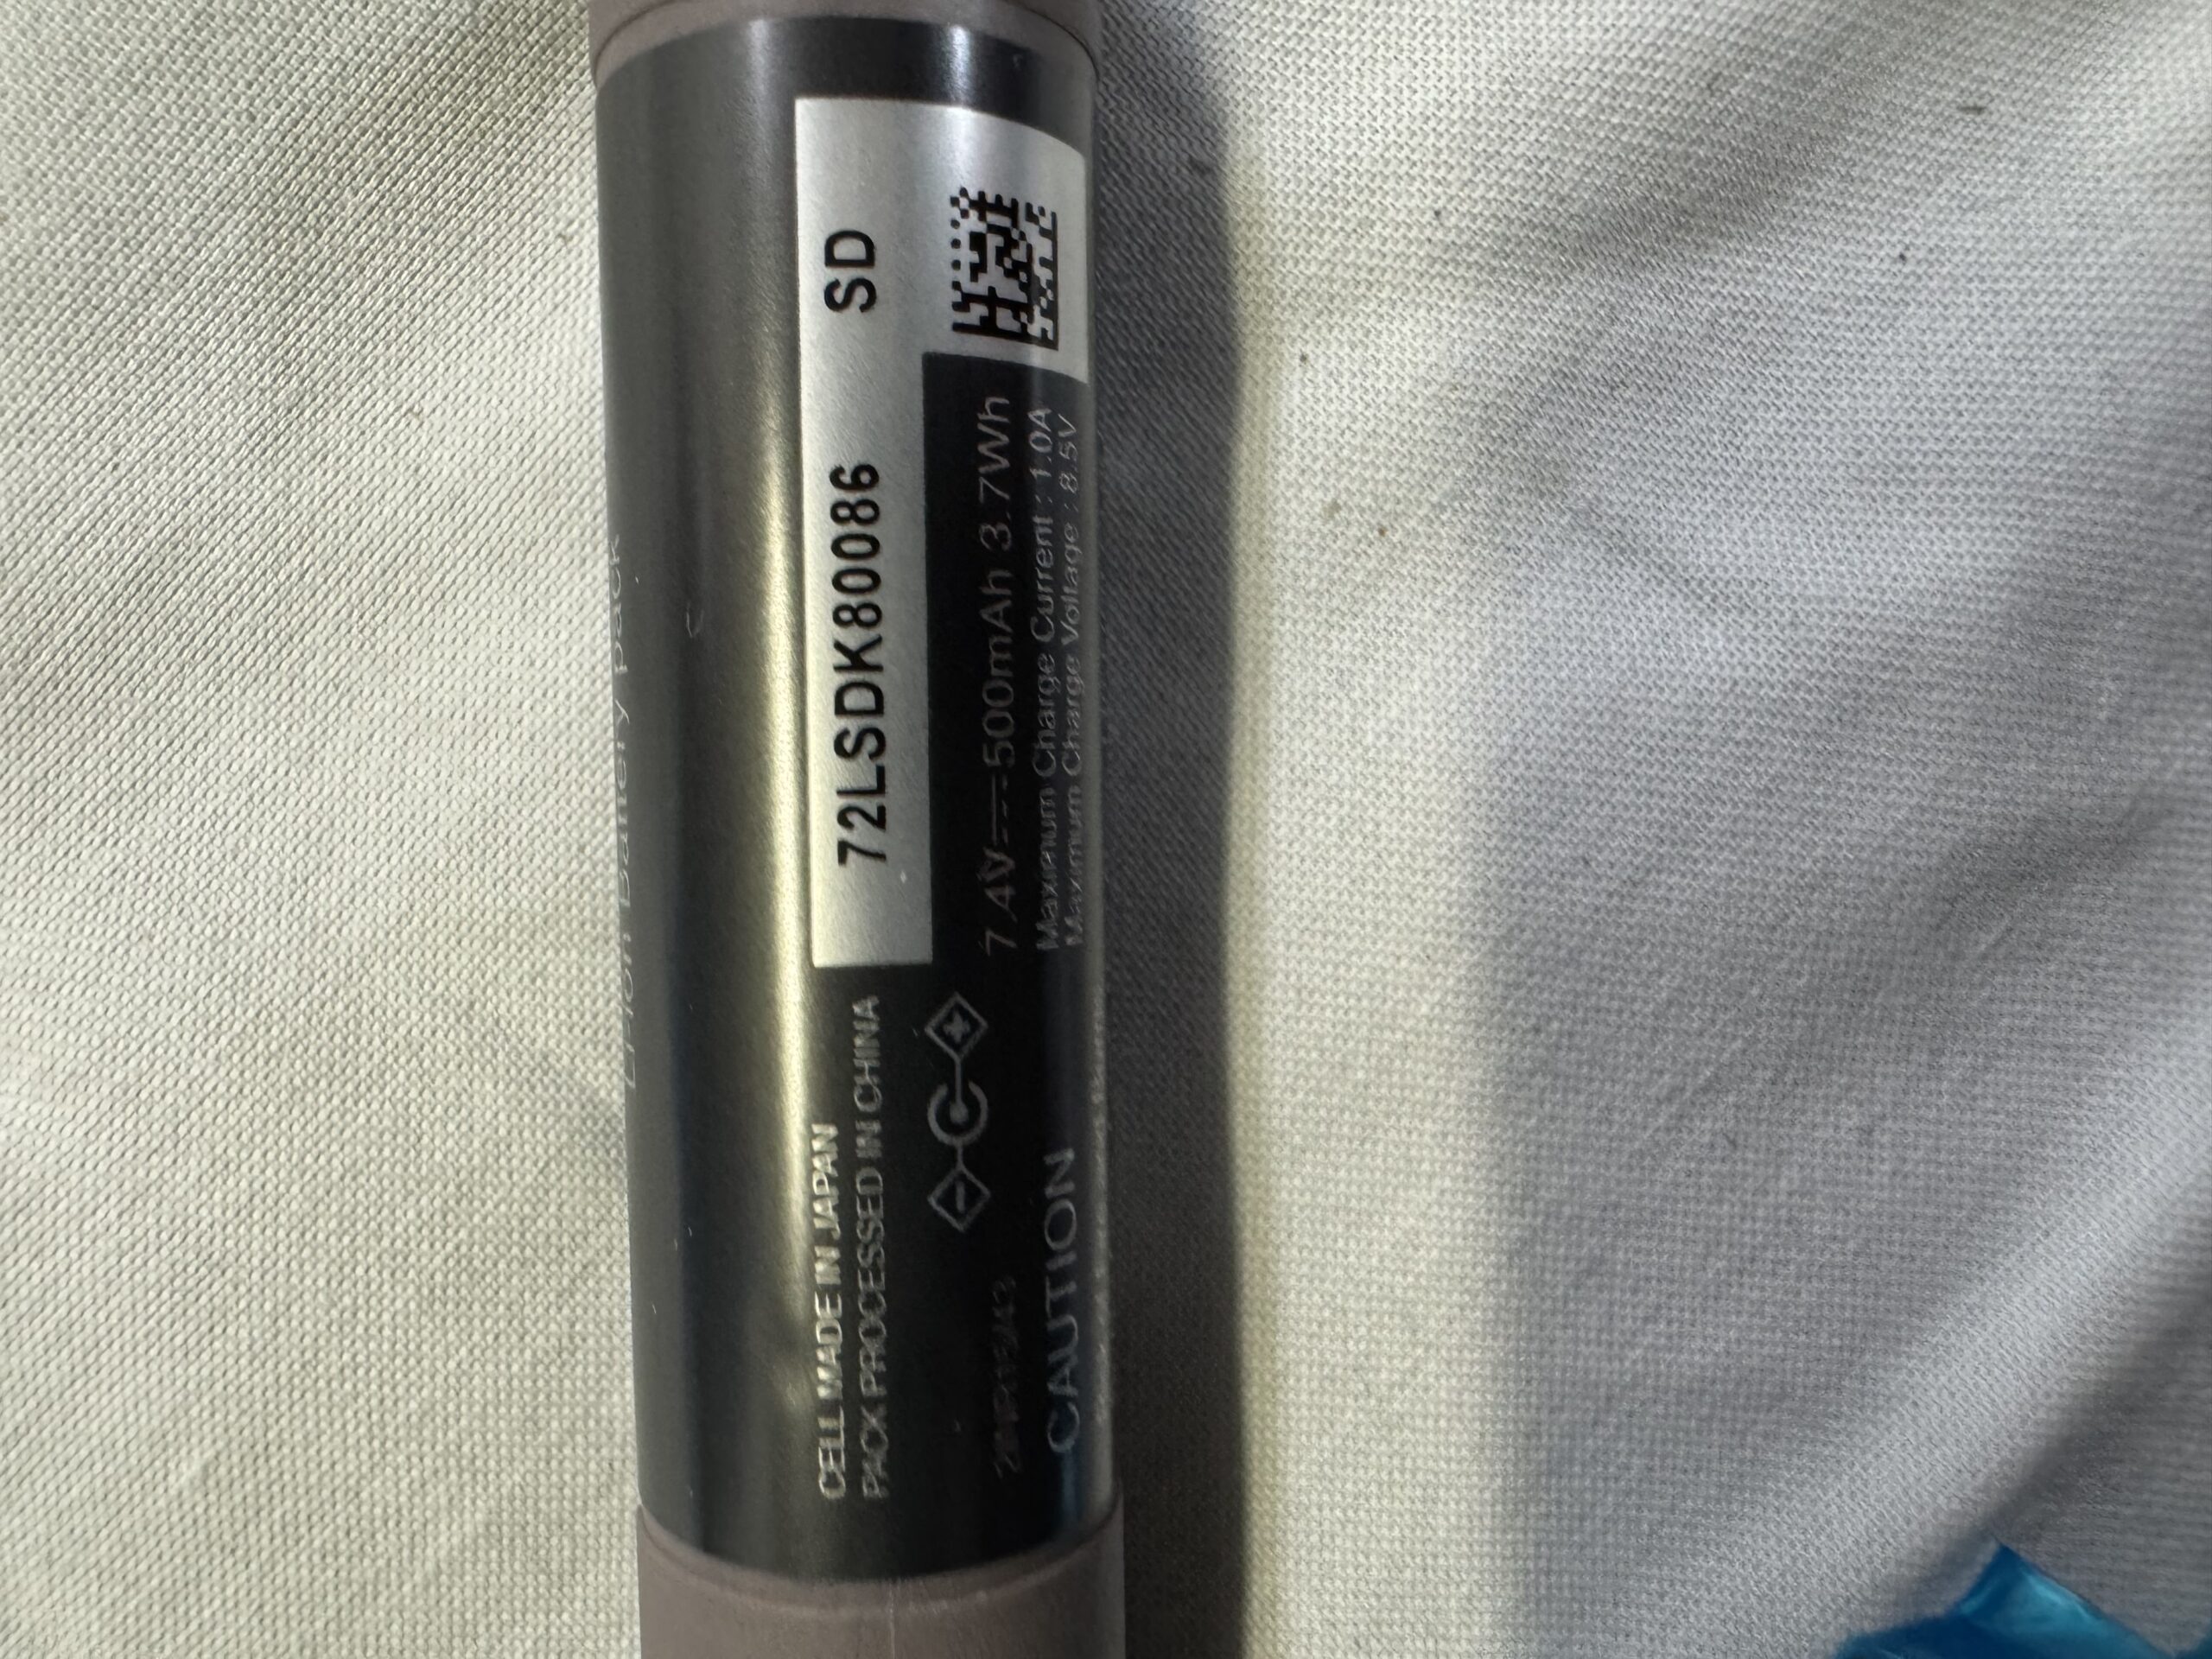 Li-ion Battery pack
72LSDK80086 SD
7.4V⎓500mAh 3.7Wh
Maximum Charge Current : 1.0A
Maximum Charge Voltage : 8.5V
CELL MADE IN JAPAN
PACK PROCESSED IN CHINA
- +
CAUTION